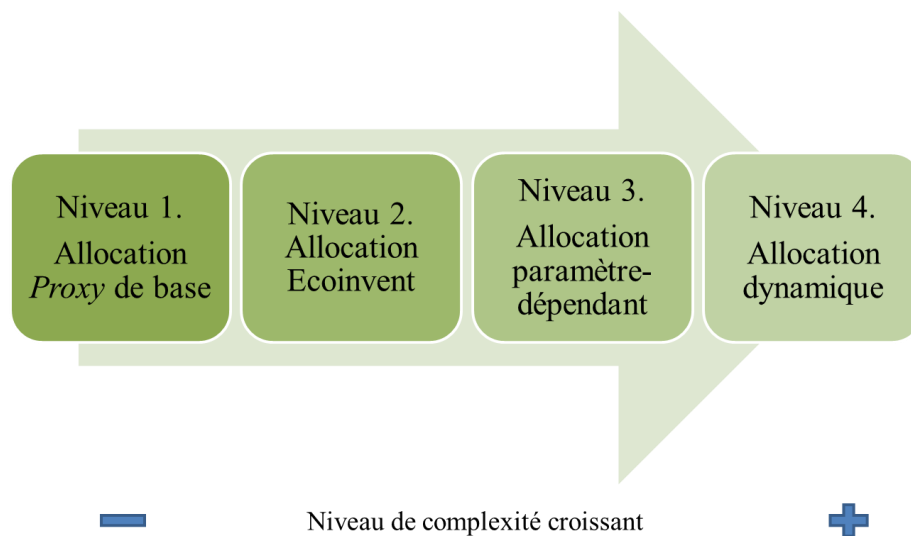 Niveau 1.
Allocation
Proxy de base
Niveau 2.
Allocation
Ecoinvent
Niveau 3.
Allocation
paramètre-
dépendant
Niveau 4.
Allocation
dynamique
Niveau de complexité croissant